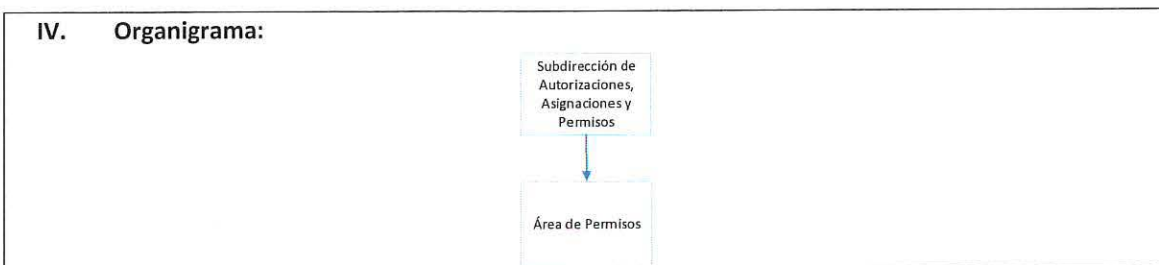 IV. Organigrama:
Subdirección de
Autorizaciones,
Asignaciones y
Permisos
Área de Permisos